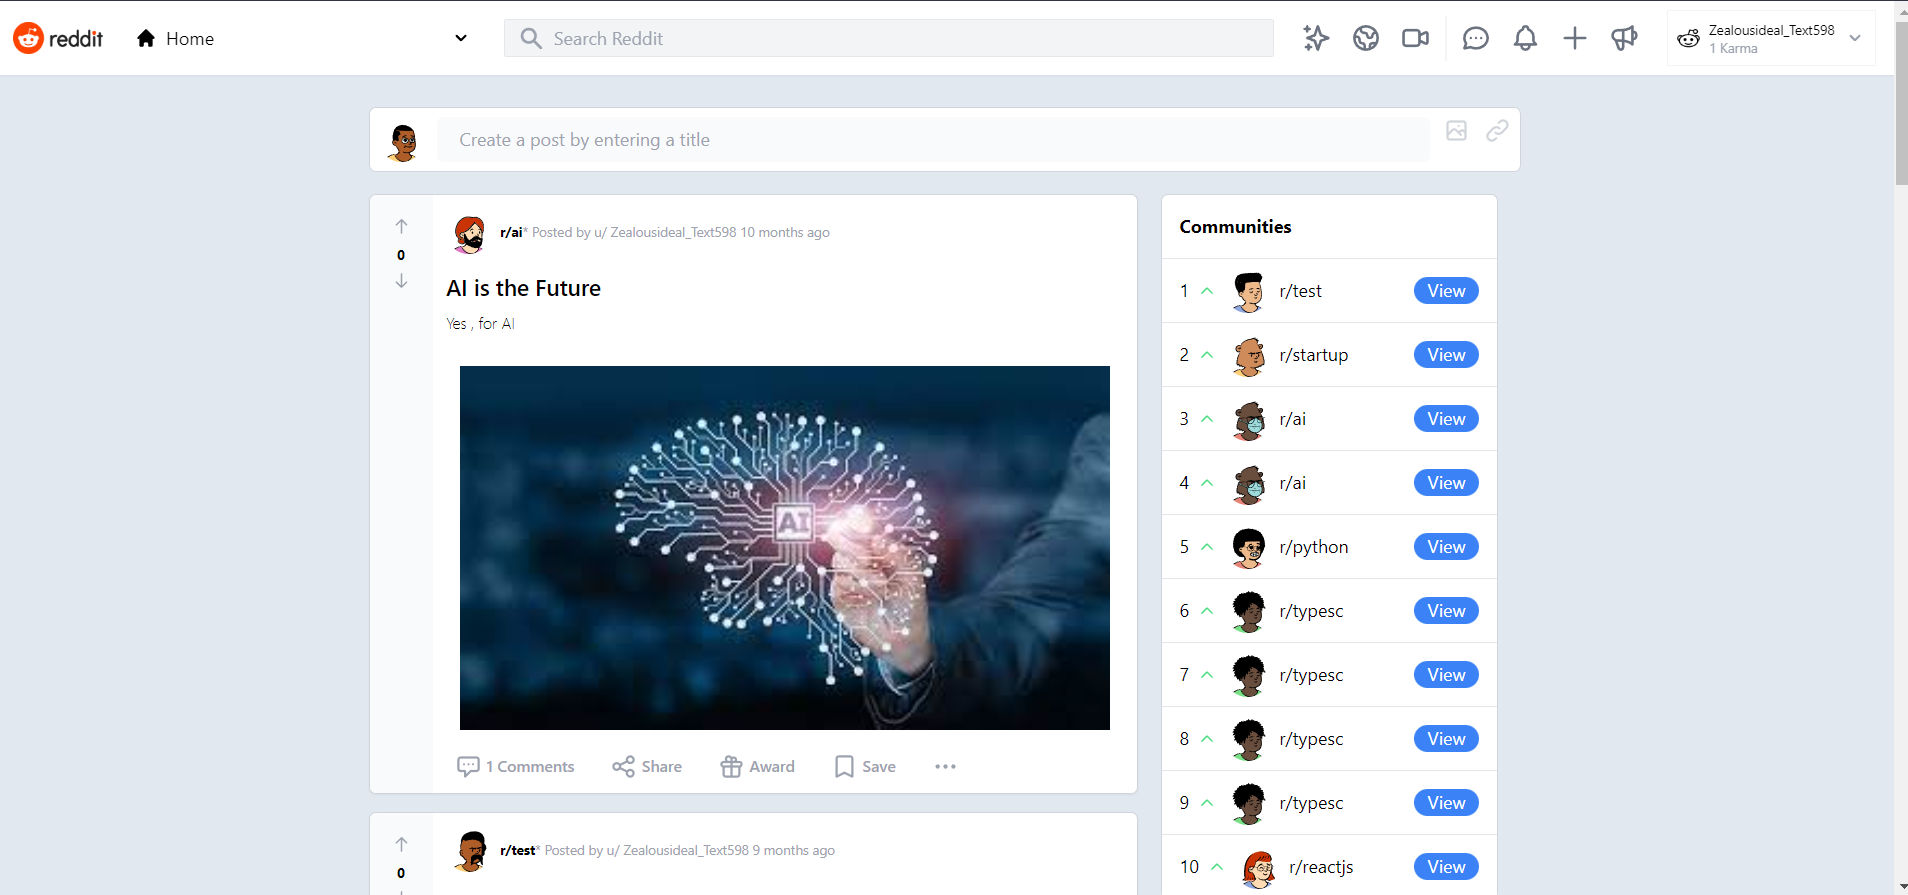 reddit
Home
Search Reddit
Zealousideal_Text598
1 Karma
Create a post by entering a title
0
r/ai* Posted by u/ Zealousideal_Text598 10 months ago
AI is the Future
Yes , for AI
AI
1 Comments
Share
Award
Save
0
r/test* Posted by u/ Zealousideal_Text598 9 months ago
Communities
1 r/test View
2 r/startup View
3 r/ai View
4 r/ai View
5 r/python View
6 r/typesc View
7 r/typesc View
8 r/typesc View
9 r/typesc View
10 r/reactjs View